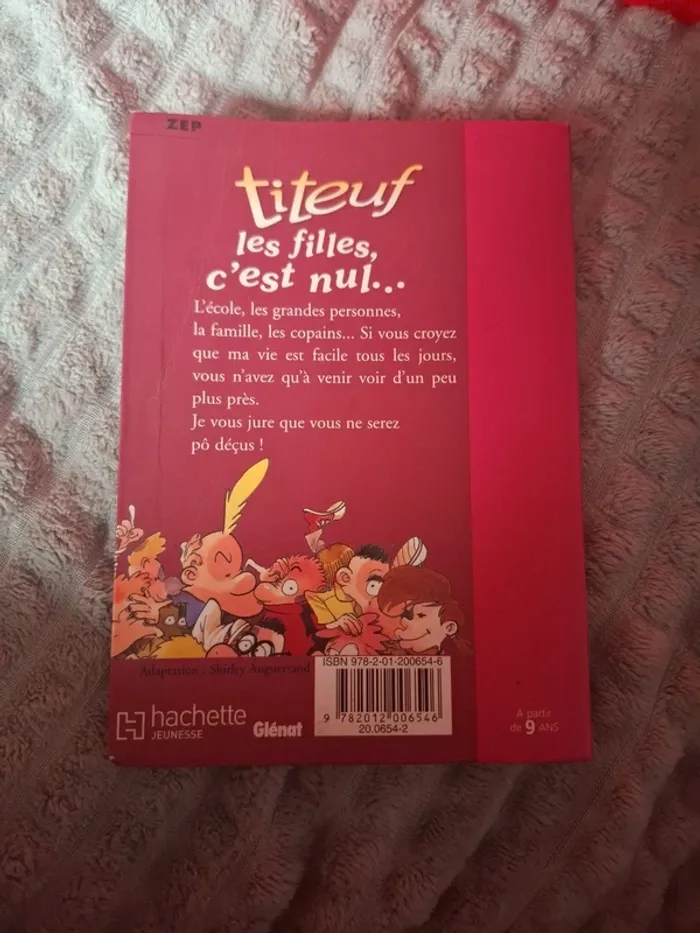 ZEP
titeuf
les filles,
c'est nul...
L'école, les grandes personnes,
la famille, les copains... Si vous croyez
que ma vie est facile tous les jours,
vous n'avez qu'à venir voir d'un peu
plus près.
Je vous jure que vous ne serez
pô déçus !
Adaptation : Shirley Anguerrand
ISBN 978-2-01-200654-6
9 782012 006546
20.0654-2
hachette
JEUNESSE
Glénat
A partir
de 9 ANS